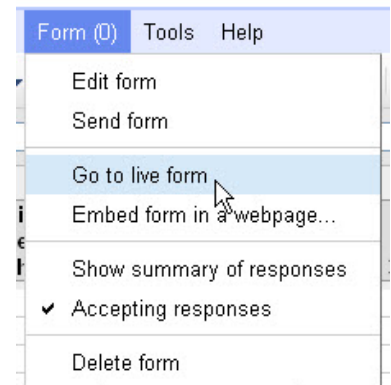 Form (0) Tools Help
Edit form
Send form
Go to live form
Embed form in a webpage...
Show summary of responses
Accepting responses
Delete form